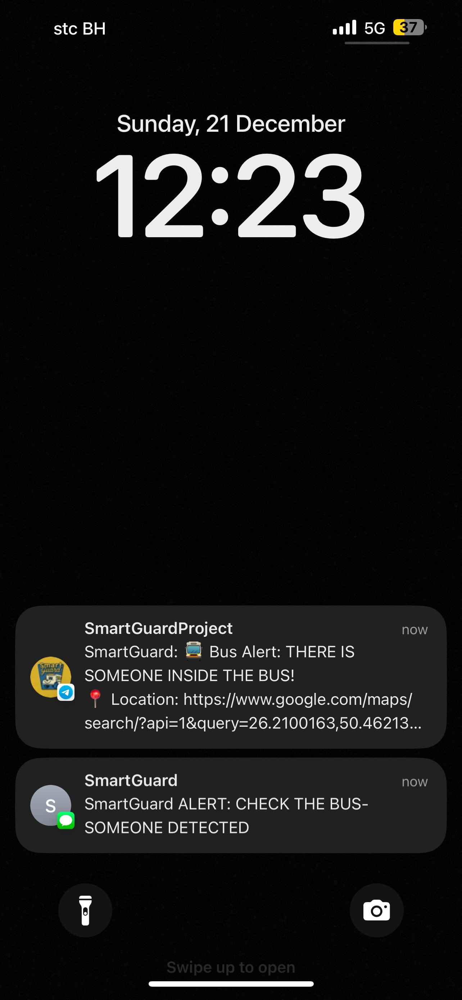 stc BH
5G 37
Sunday, 21 December
12:23
SmartGuardProject
now
SmartGuard: 🚍 Bus Alert: THERE IS
SOMEONE INSIDE THE BUS!
📍 Location: https://www.google.com/maps/
search/?api=1&query=26.2100163,50.46213...
Smart
Guard
SmartGuard
now
S
SmartGuard ALERT: CHECK THE BUS-
SOMEONE DETECTED
Swipe up to open